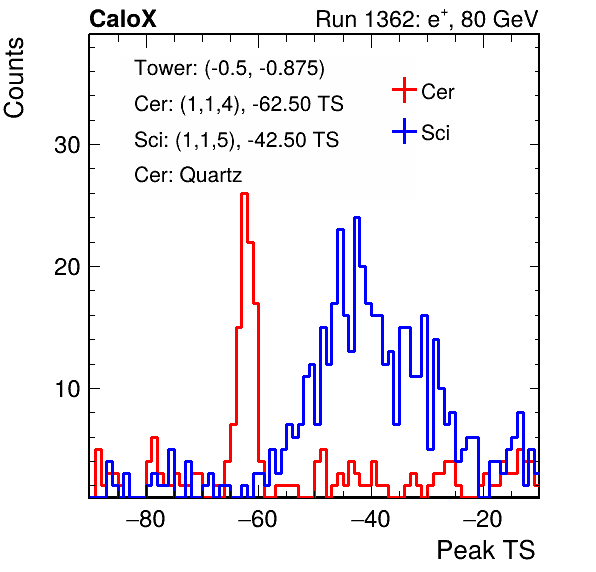 CaloX Run 1362: e⁺, 80 GeV
Counts
Tower: (-0.5, -0.875)
Cer: (1,1,4), -62.50 TS
Sci: (1,1,5), -42.50 TS
Cer: Quartz
Cer
Sci
30
20
10
−80 −60 −40 −20
Peak TS